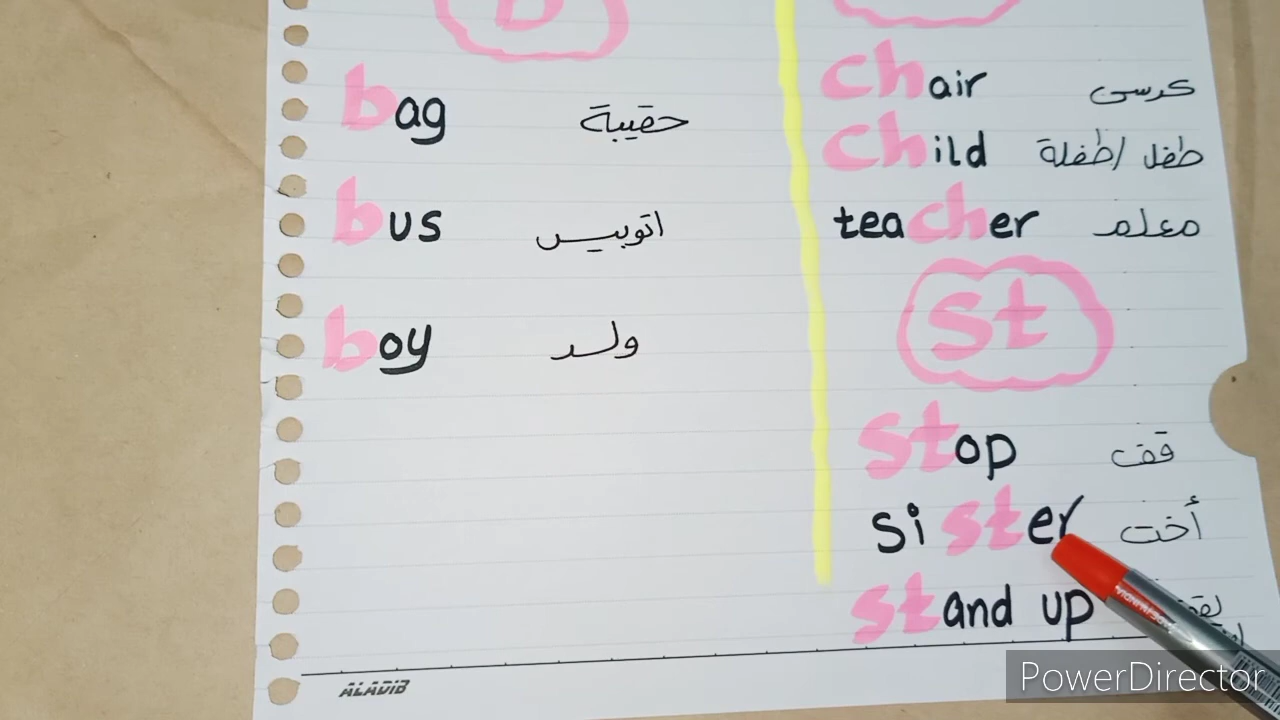 b
bag حقيبة
bus اتوبيس
boy ولد
chair كرسى
child طفل / طفلة
teacher معلم
st
stop قف
sister أخت
stand up
ALADIB
PowerDirector